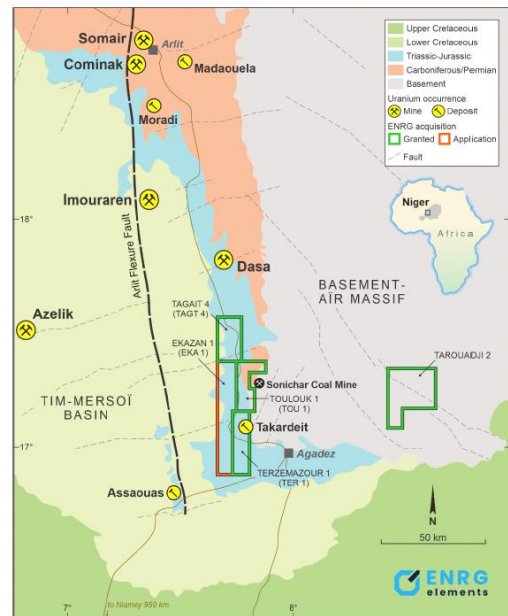 Somair
Arlit
Cominak
Madaouela
Moradi
18°
Imouraren
Arlit Flexure Fault
Dasa
Azelik
BASEMENT-
AÏR MASSIF
TAGAIT 4
(TAGT 4)
EKAZAN 1
(EKA 1)
TAROUADJI 2
Sonichar Coal Mine
TIM-MERSOÏ
BASIN
TOULOUK 1
(TOU 1)
Takardeit
17°
Agadez
TERZEMAZOUR 1
(TER 1)
Assaouas
N
50 km
to Niamey 950 km
7°
8°
ENRG
elements
Upper Cretaceous
Lower Cretaceous
Triassic-Jurassic
Carboniferous/Permian
Basement
Uranium occurrence
Mine
Deposit
ENRG acquisition
Granted
Application
Fault
Niger
Africa